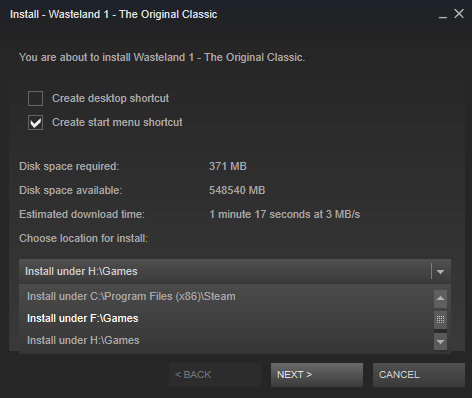 Install - Wasteland 1 - The Original Classic
You are about to install Wasteland 1 - The Original Classic.
Create desktop shortcut
Create start menu shortcut
Disk space required: 371 MB
Disk space available: 548540 MB
Estimated download time: 1 minute 17 seconds at 3 MB/s
Choose location for install:
Install under H:\Games
Install under C:\Program Files (x86)\Steam
Install under F:\Games
Install under H:\Games
< BACK NEXT > CANCEL